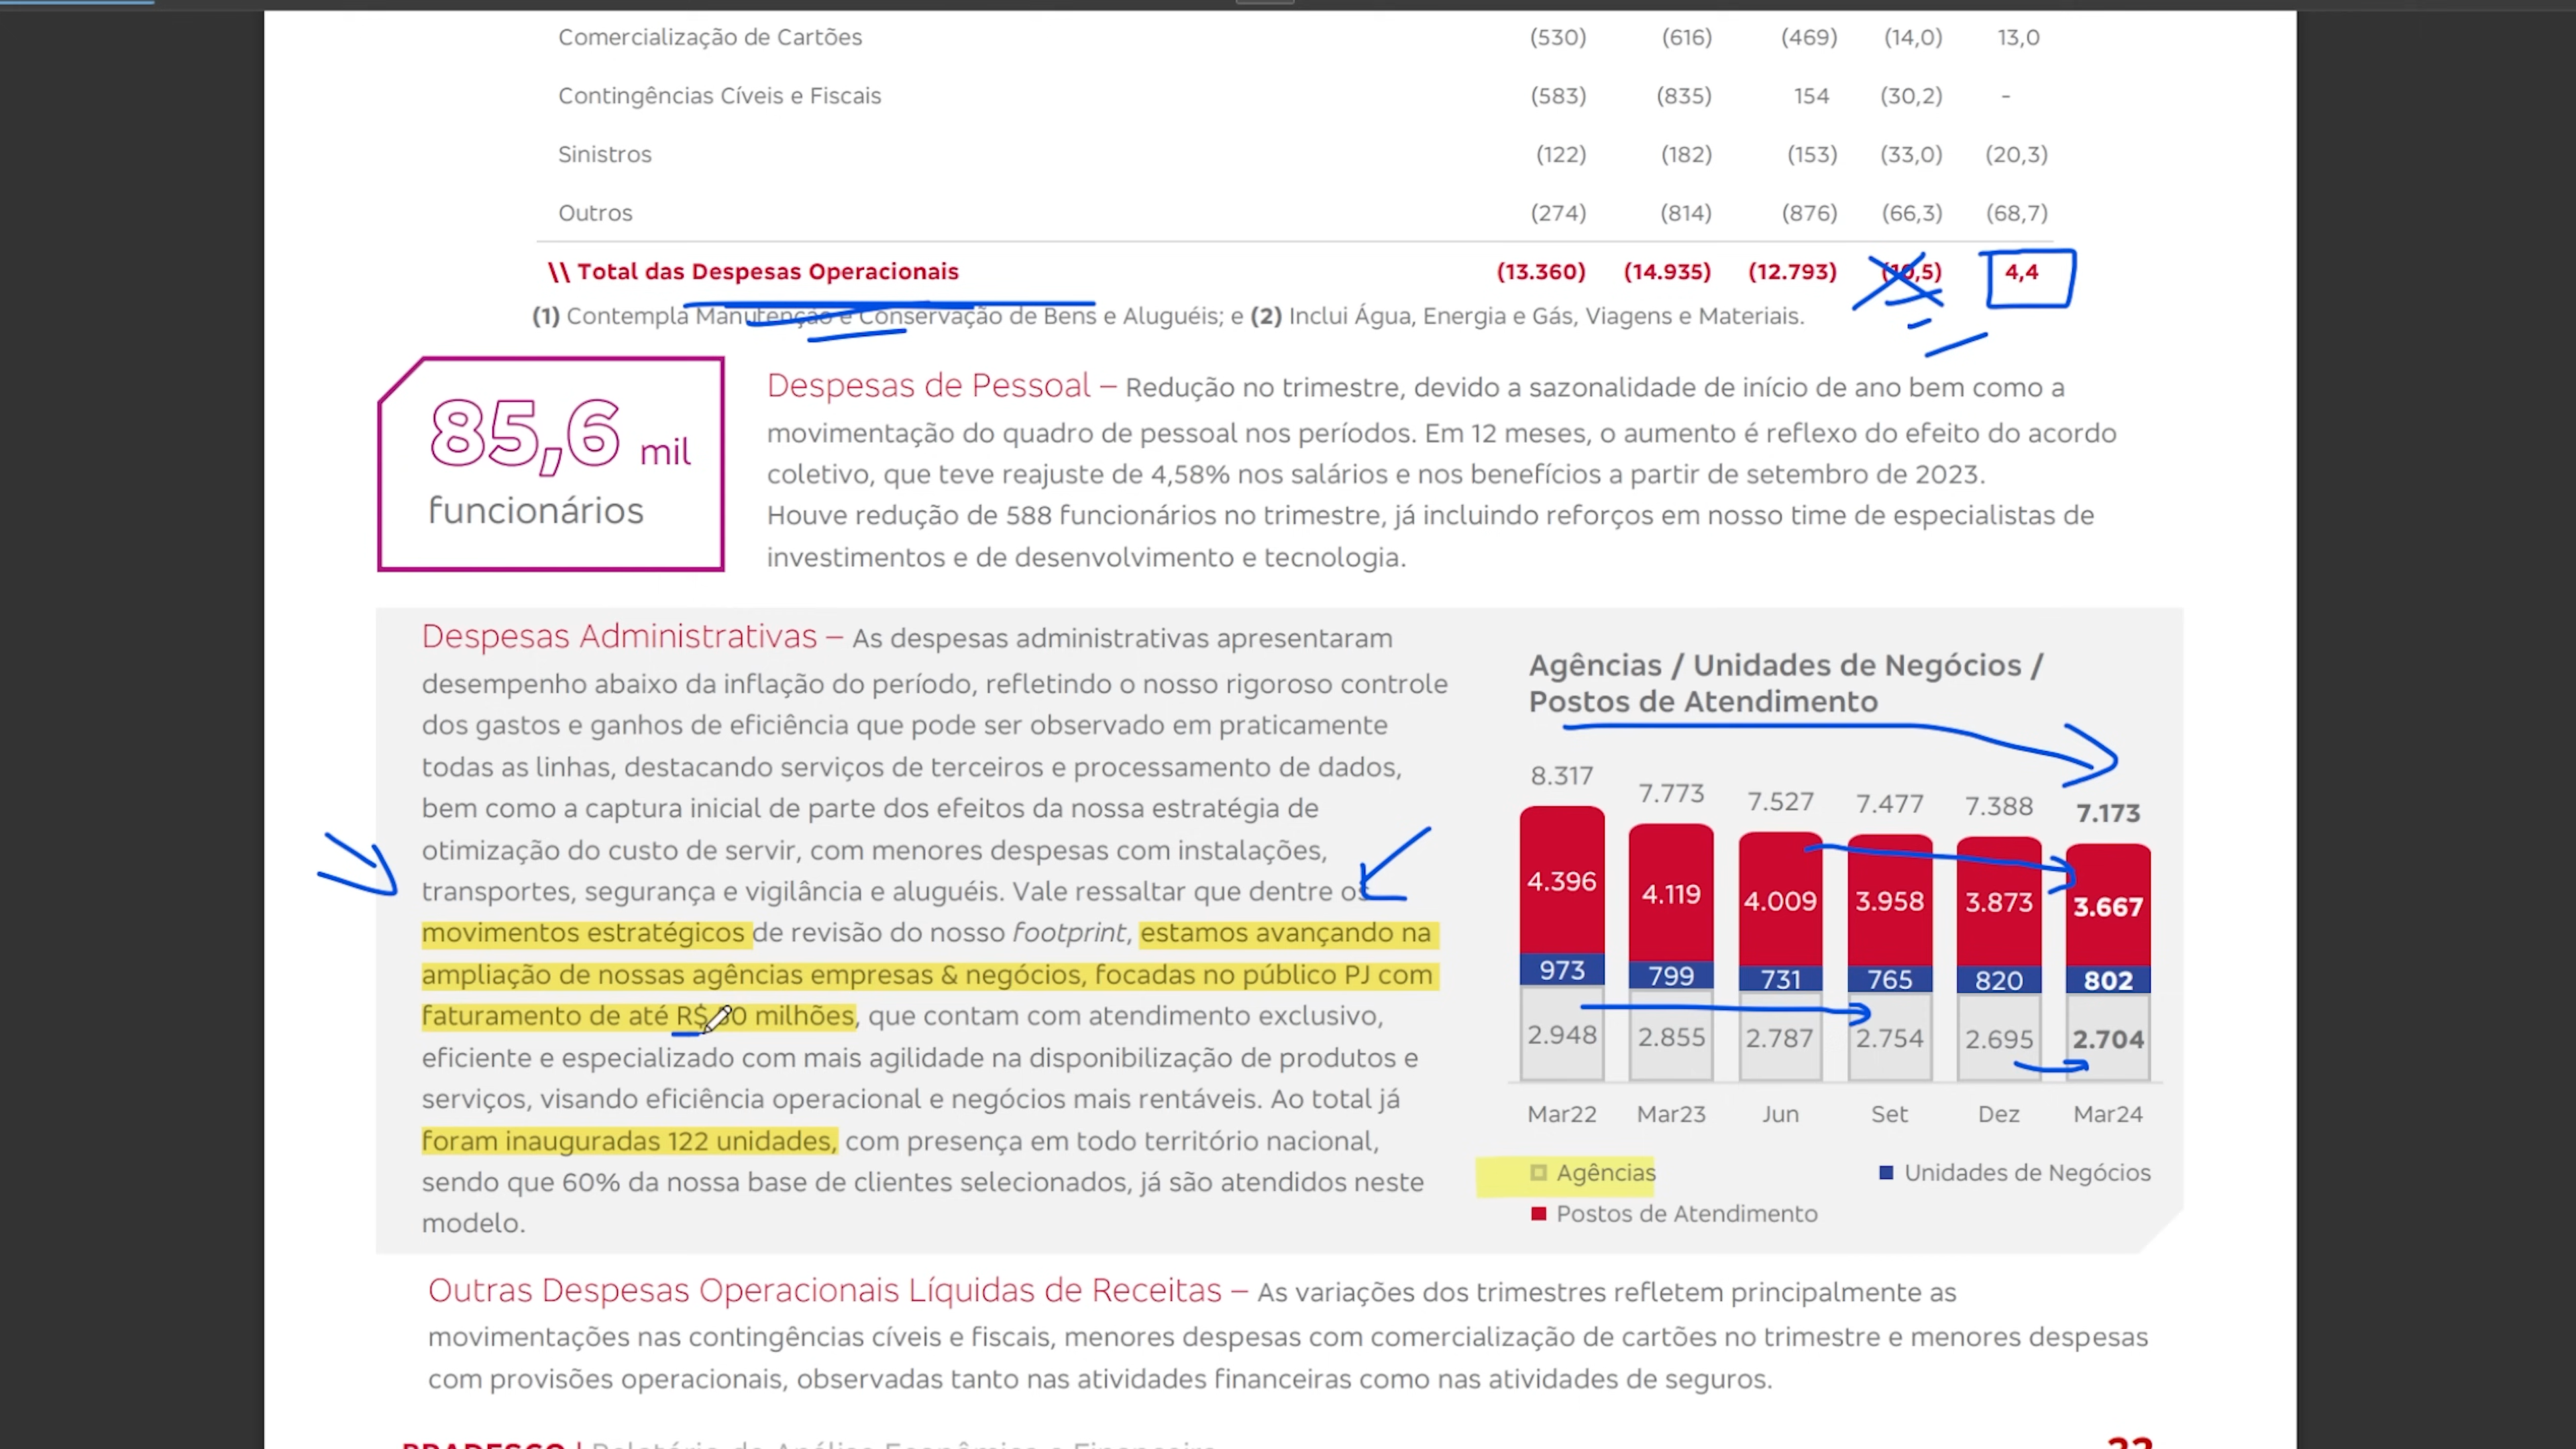 Comercialização de Cartões (530) (616) (469) (14,0) 13,0
Contingências Cíveis e Fiscais (583) (835) 154 (30,2) -
Sinistros (122) (182) (153) (33,0) (20,3)
Outros (274) (814) (876) (66,3) (68,7)
\\ Total das Despesas Operacionais (13.360) (14.935) (12.793) (10,5) 4,4
(1) Contempla Manutenção e Conservação de Bens e Aluguéis; e (2) Inclui Água, Energia e Gás, Viagens e Materiais.
85,6 mil
funcionários
Despesas de Pessoal – Redução no trimestre, devido a sazonalidade de início de ano bem como a
movimentação do quadro de pessoal nos períodos. Em 12 meses, o aumento é reflexo do efeito do acordo
coletivo, que teve reajuste de 4,58% nos salários e nos benefícios a partir de setembro de 2023.
Houve redução de 588 funcionários no trimestre, já incluindo reforços em nosso time de especialistas de
investimentos e de desenvolvimento e tecnologia.
Despesas Administrativas – As despesas administrativas apresentaram
desempenho abaixo da inflação do período, refletindo o nosso rigoroso controle
dos gastos e ganhos de eficiência que pode ser observado em praticamente
todas as linhas, destacando serviços de terceiros e processamento de dados,
bem como a captura inicial de parte dos efeitos da nossa estratégia de
otimização do custo de servir, com menores despesas com instalações,
transportes, segurança e vigilância e aluguéis. Vale ressaltar que dentre os
movimentos estratégicos de revisão do nosso footprint, estamos avançando na
ampliação de nossas agências empresas & negócios, focadas no público PJ com
faturamento de até R$ milhões, que contam com atendimento exclusivo,
eficiente e especializado com mais agilidade na disponibilização de produtos e
serviços, visando eficiência operacional e negócios mais rentáveis. Ao total já
foram inauguradas 122 unidades, com presença em todo território nacional,
sendo que 60% da nossa base de clientes selecionados, já são atendidos neste
modelo.
Agências / Unidades de Negócios /
Postos de Atendimento
8.317 7.773 7.527 7.477 7.388 7.173
4.396 4.119 4.009 3.958 3.873 3.667
973 799 731 765 820 802
2.948 2.855 2.787 2.754 2.695 2.704
Mar22 Mar23 Jun Set Dez Mar24
Agências Unidades de Negócios
Postos de Atendimento
Outras Despesas Operacionais Líquidas de Receitas – As variações dos trimestres refletem principalmente as
movimentações nas contingências cíveis e fiscais, menores despesas com comercialização de cartões no trimestre e menores despesas
com provisões operacionais, observadas tanto nas atividades financeiras como nas atividades de seguros.
BRADESCO | Relatório de Análise Econômica e Financeira